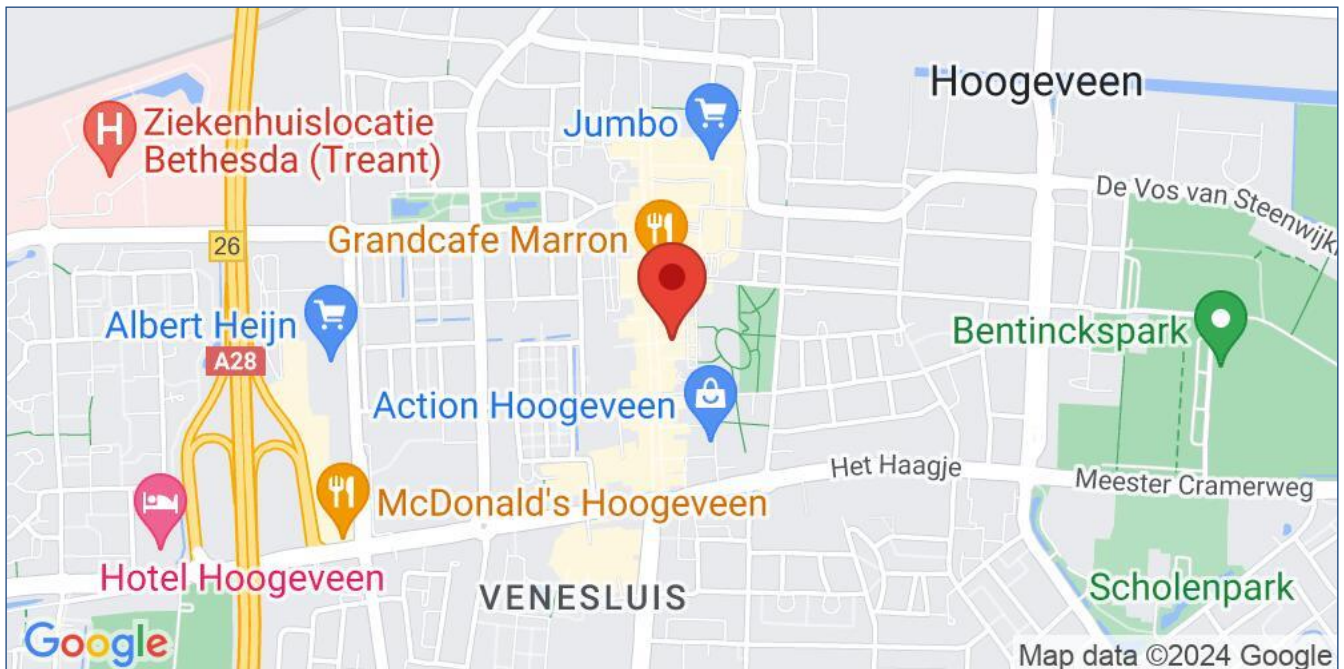 Hoogeveen
H
Ziekenhuislocatie
Bethesda (Treant)
Jumbo
De Vos van Steenwijkl
Grandcafe Marron
26
Albert Heijn
Bentinckspark
A28
Action Hoogeveen
Het Haagje
Meester Cramerweg
McDonald's Hoogeveen
Hotel Hoogeveen
VENESLUIS
Scholenpark
Google
Map data ©2024 Google